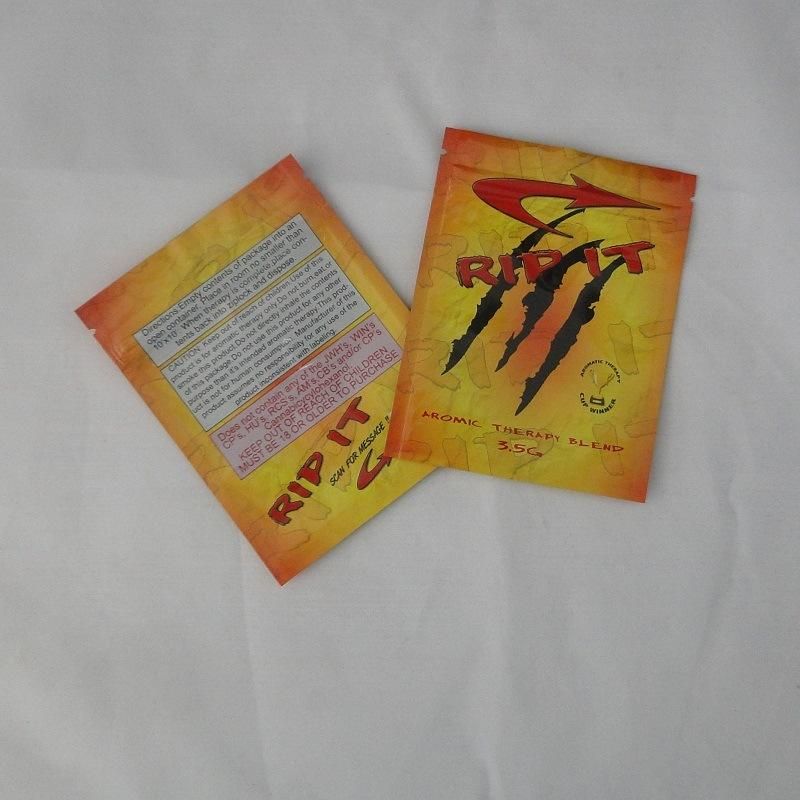 Directions Empty contents of package into an
open container, Place in room no smaller than
10'x10' When therapy is complete,place con-
tents back into ziplock and dispose
CAUTION: Keep out of reach of children.Use of this
product is for aromatic therapy only.Do not burn,eat,or
smoke this product.Do not directly inhale the contents
of this package.Do not use this product for any other
purpose than it's intended aromatic therapy.This prod-
uct is not for human consumption. Manufacturer of this
product assumes no responsibility for any use of the
product inconsistent with labeling.
Does not contain any of the JWH's, WIN's
CP's, HU'S, RCS'S, AM's,CB'S and/or CP's
KEEP OUT OF REACH OF CHILDREN
MUST BE 18 OR OLDER TO PURCHASE
RIP IT
SCAN FOR MESSAGE !!
RIP IT
AROMATIC THERAPY
CUP WINNER
AROMIC THERAPY BLEND
3.5G